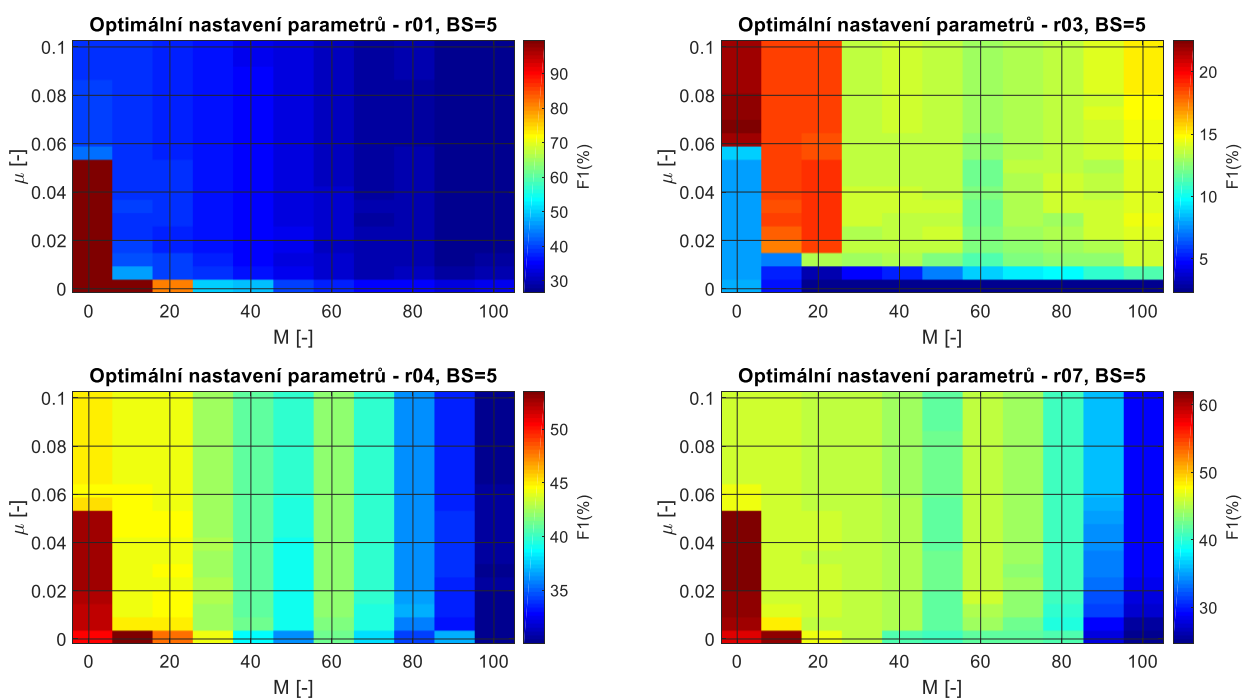 Optimální nastavení parametrů - r01, BS=5
0.1
0.08
0.06
0.04
0.02
0
μ [-]
0 20 40 60 80 100
M [-]
90
80
70
60
50
40
30
F1(%)
Optimální nastavení parametrů - r03, BS=5
0.1
0.08
0.06
0.04
0.02
0
μ [-]
0 20 40 60 80 100
M [-]
20
15
10
5
F1(%)
Optimální nastavení parametrů - r04, BS=5
0.1
0.08
0.06
0.04
0.02
0
μ [-]
0 20 40 60 80 100
M [-]
50
45
40
35
F1(%)
Optimální nastavení parametrů - r07, BS=5
0.1
0.08
0.06
0.04
0.02
0
μ [-]
0 20 40 60 80 100
M [-]
60
50
40
30
F1(%)